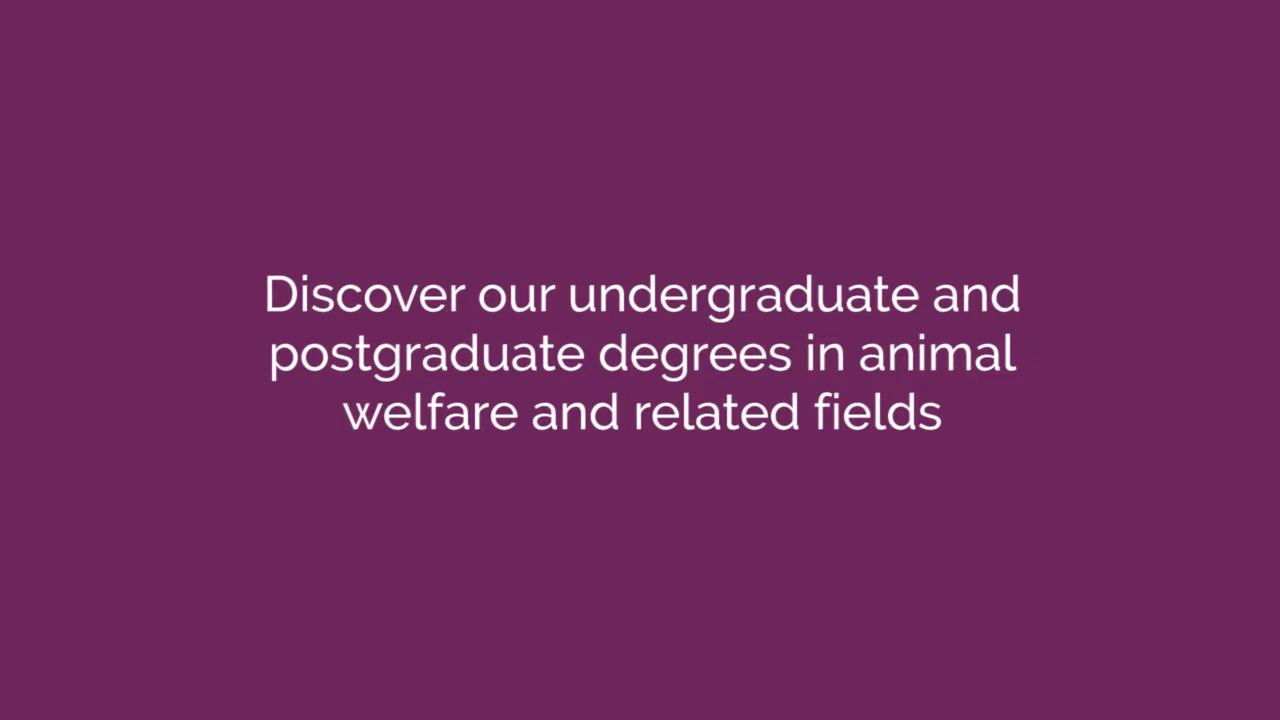 Discover our undergraduate and
postgraduate degrees in animal
welfare and related fields